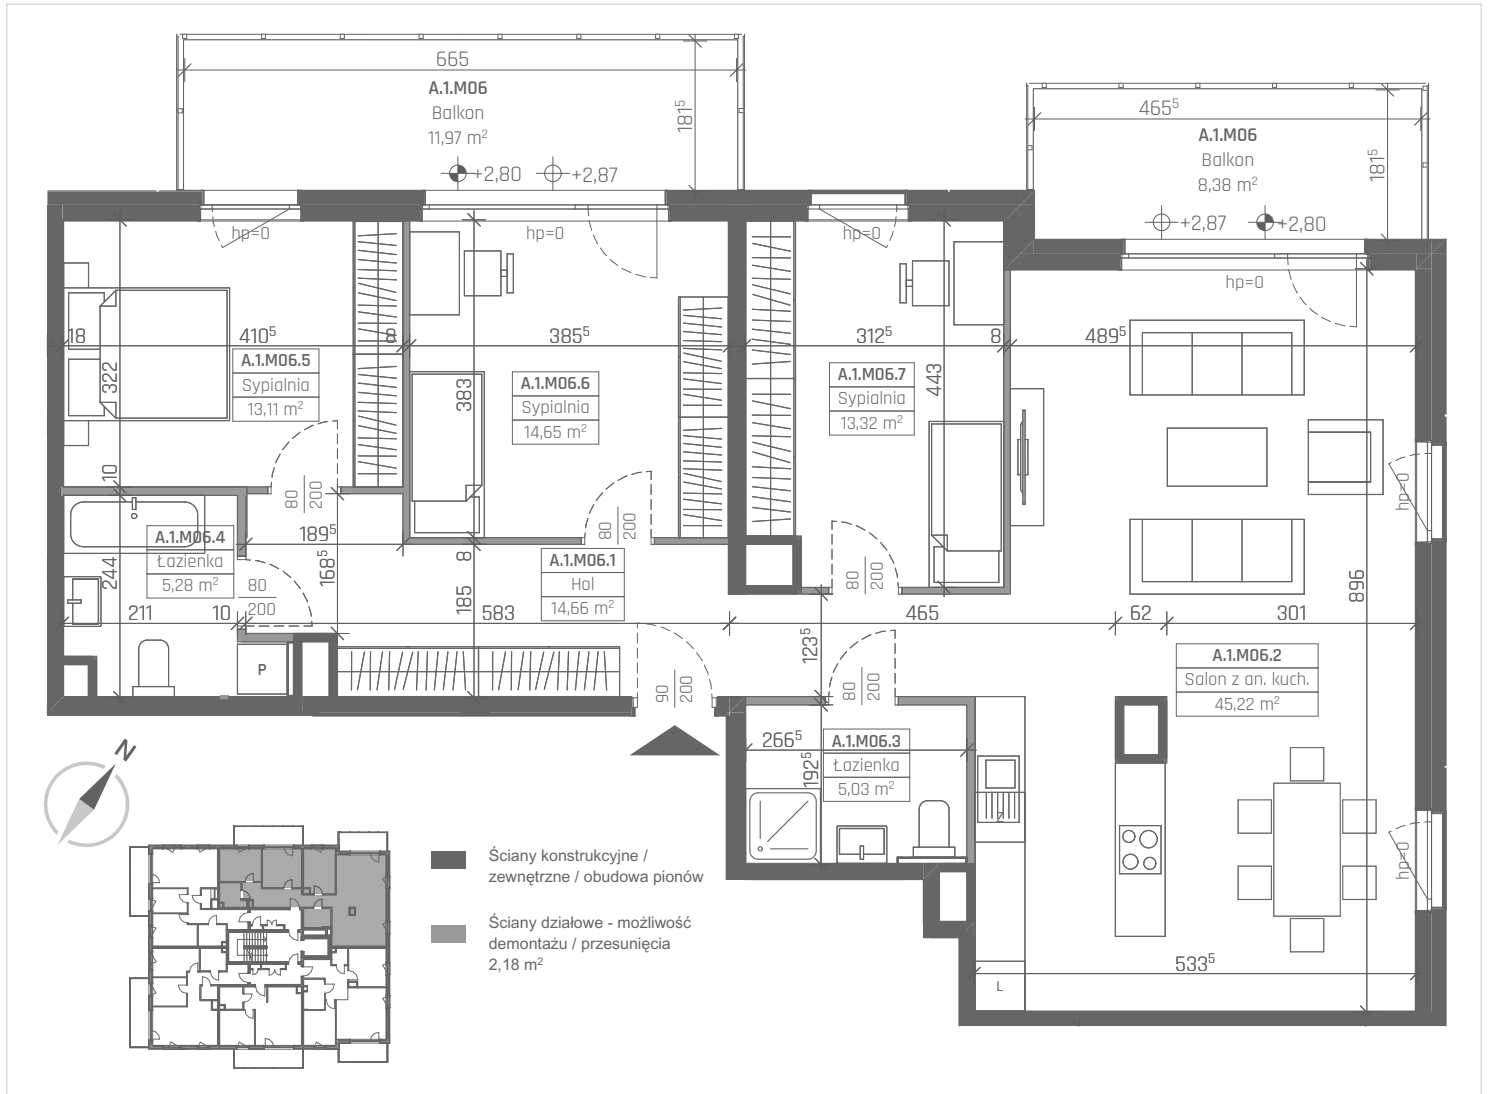 665
A.1.M06
Balkon
11,97 m²
181⁵
+2,80
+2,87
465⁵
A.1.M06
Balkon
8,38 m²
181⁵
+2,87
+2,80
hp=0
hp=0
hp=0
hp=0
18
410⁵
8
385⁵
312⁵
8
489⁵
322
A.1.M06.5
Sypialnia
13,11 m²
383
A.1.M06.6
Sypialnia
14,65 m²
A.1.M06.7
Sypialnia
13,32 m²
443
10
80
200
80
200
hp=0
189⁵
168⁵
8
A.1.M06.4
Łazienka
5,28 m²
244
80
200
A.1.M06.1
Hol
14,66 m²
185
80
200
896
211
10
583
465
62
301
123⁵
P
90
200
80
200
A.1.M06.2
Salon z an. kuch.
45,22 m²
266⁵
192⁵
A.1.M06.3
Łazienka
5,03 m²
Z
hp=0
N
Ściany konstrukcyjne /
zewnętrzne / obudowa pionów
Ściany działowe - możliwość
demontażu / przesunięcia
2,18 m²
533⁵
L